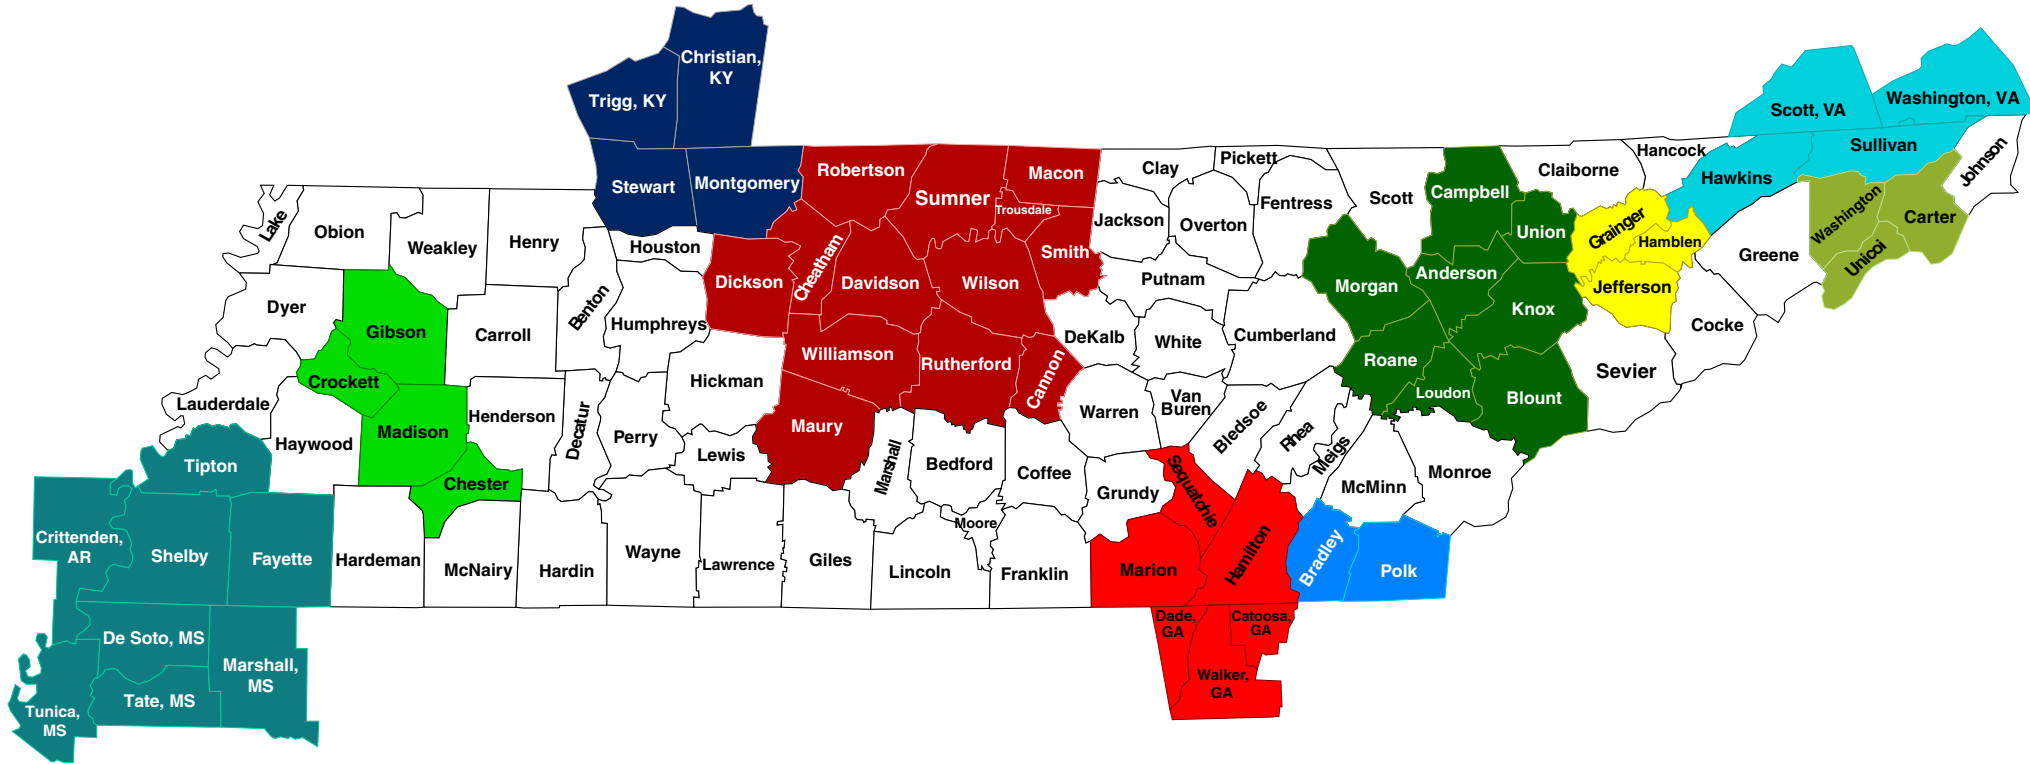 Christian,
KY
Trigg, KY
Stewart
Montgomery
Scott, VA
Washington, VA
Sullivan
Hawkins
Hancock
Johnson
Washington
Carter
Unicoi
Greene
Claiborne
Grainger
Hamblen
Jefferson
Cocke
Sevier
Campbell
Union
Anderson
Knox
Morgan
Roane
Loudon
Blount
Scott
Pickett
Fentress
Clay
Jackson
Overton
Putnam
Cumberland
DeKalb
White
Warren
Van
Buren
Bledsoe
Rhea
Meigs
McMinn
Monroe
Bradley
Polk
Robertson
Sumner
Macon
Trousdale
Smith
Dickson
Cheatham
Davidson
Wilson
Williamson
Rutherford
Cannon
Maury
Lake
Obion
Weakley
Henry
Houston
Benton
Humphreys
Dyer
Gibson
Carroll
Crockett
Hickman
Lauderdale
Haywood
Madison
Henderson
Decatur
Perry
Lewis
Marshall
Bedford
Coffee
Grundy
Sequatchie
Tipton
Chester
Crittenden,
AR
Shelby
Fayette
Hardeman
McNairy
Hardin
Wayne
Lawrence
Giles
Lincoln
Moore
Franklin
Marion
Hamilton
De Soto, MS
Marshall,
MS
Tate, MS
Tunica,
MS
Dade,
GA
Catoosa,
GA
Walker,
GA